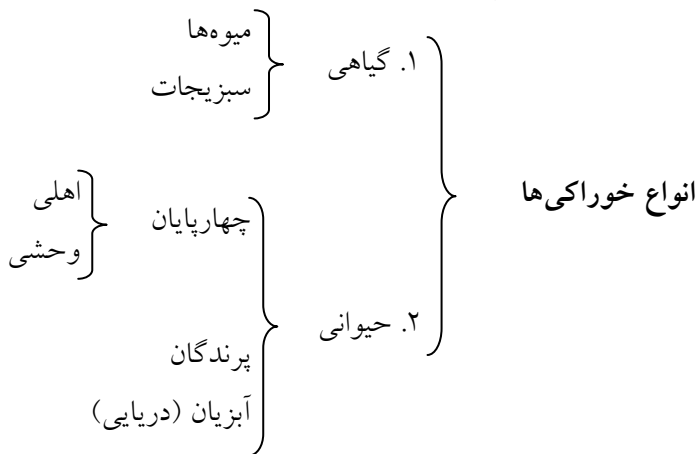 انواع خوراکی‌ها
۱. گیاهی
میوه‌ها
سبزیجات
۲. حیوانی
چهارپایان
اهلی
وحشی
پرندگان
آبزیان (دریایی)